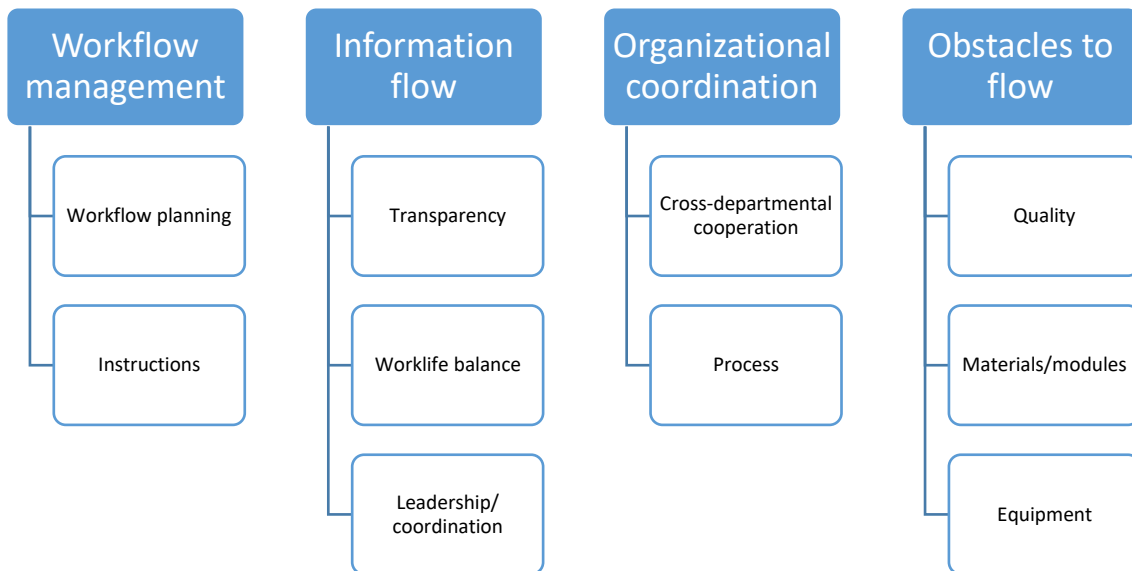 Workflow
management
Workflow planning
Instructions
Information
flow
Transparency
Worklife balance
Leadership/
coordination
Organizational
coordination
Cross-departmental
cooperation
Process
Obstacles to
flow
Quality
Materials/modules
Equipment